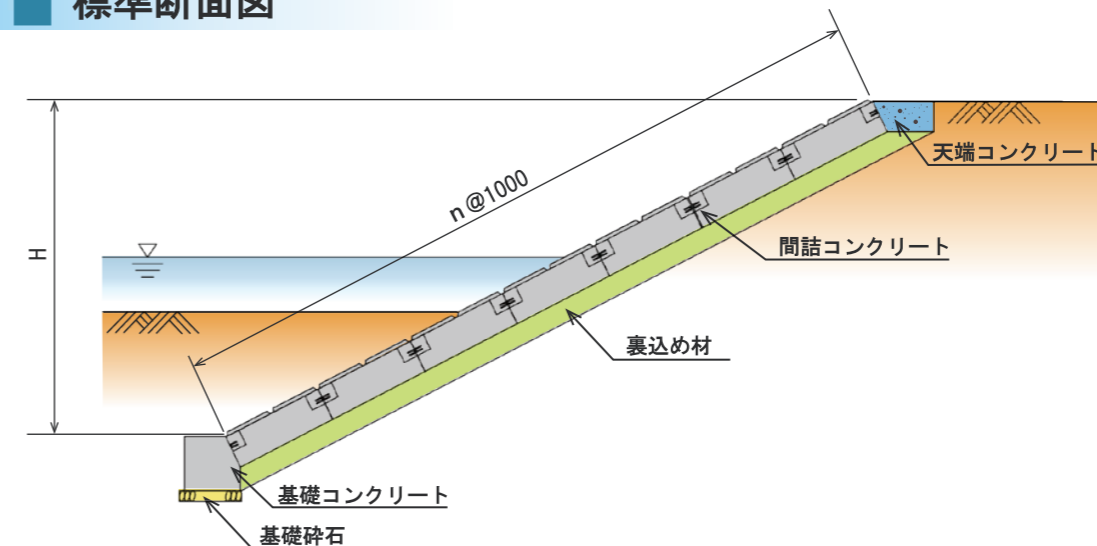 標準断面図
n@1000
天端コンクリート
H
間詰コンクリート
裏込め材
基礎コンクリート
基礎砕石